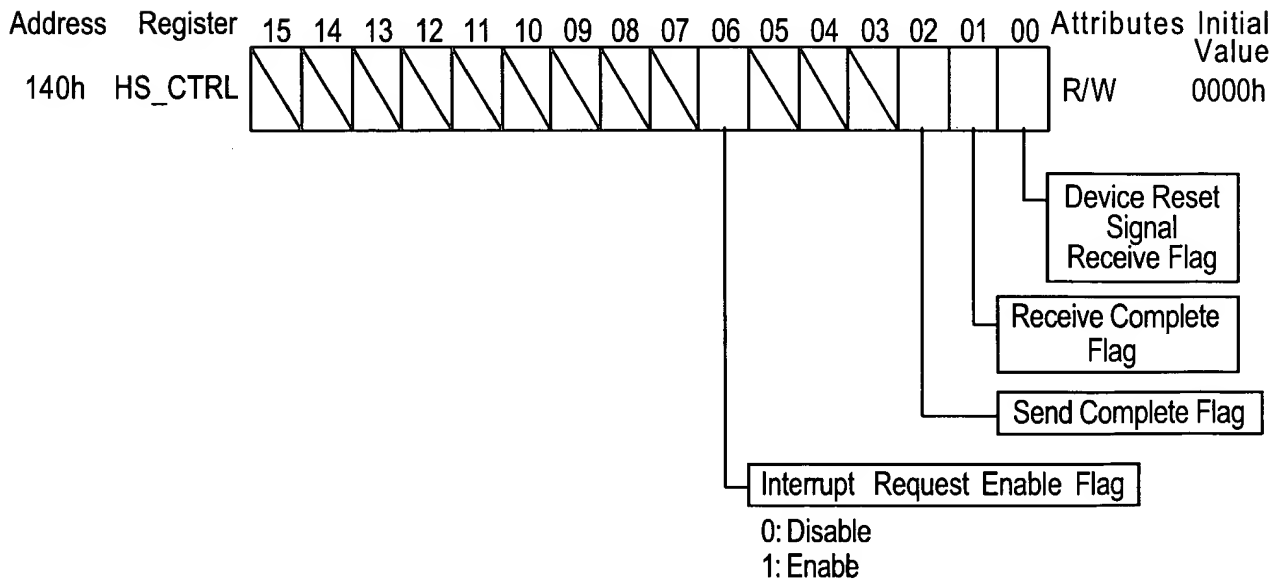 Address Register 15 14 13 12 11 10 09 08 07 06 05 04 03 02 01 00 Attributes Initial
Value
140h HS_CTRL R/W 0000h
Device Reset
Signal
Receive Flag
Receive Complete
Flag
Send Complete Flag
Interrupt Request Enable Flag
0: Disable
1: Enable